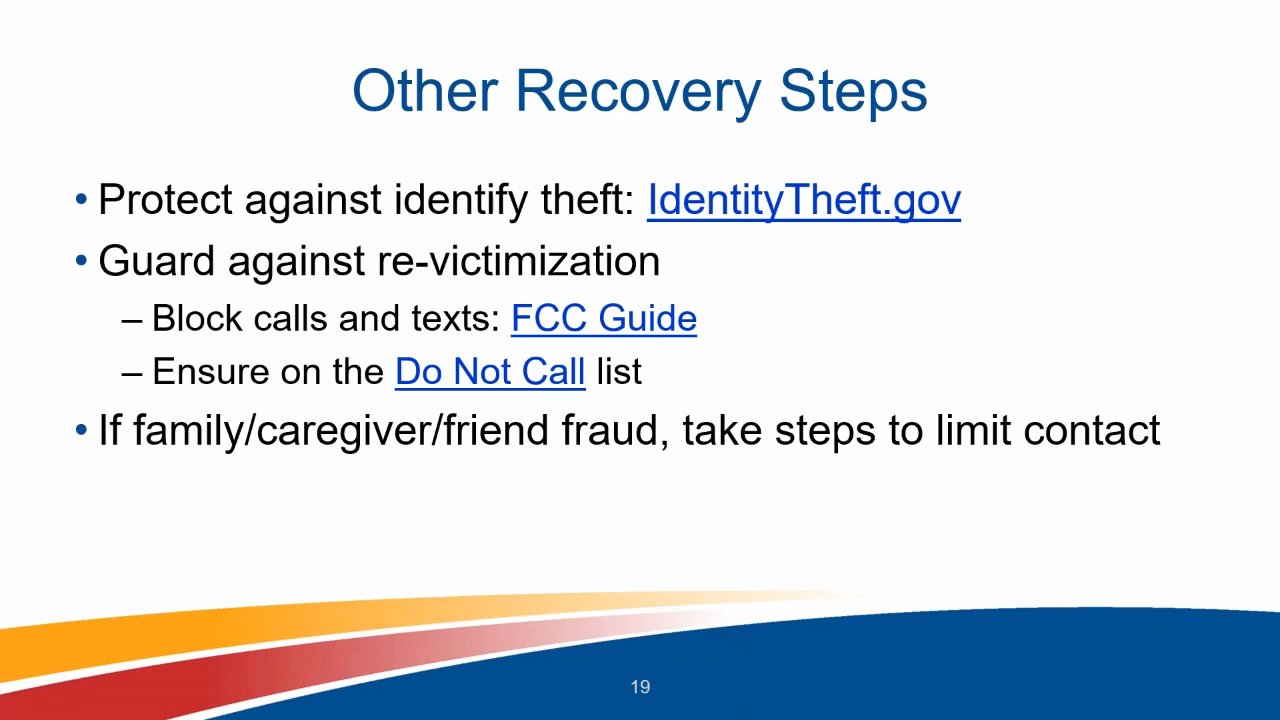 Other Recovery Steps
• Protect against identify theft: IdentityTheft.gov
• Guard against re-victimization
– Block calls and texts: FCC Guide
– Ensure on the Do Not Call list
• If family/caregiver/friend fraud, take steps to limit contact
19